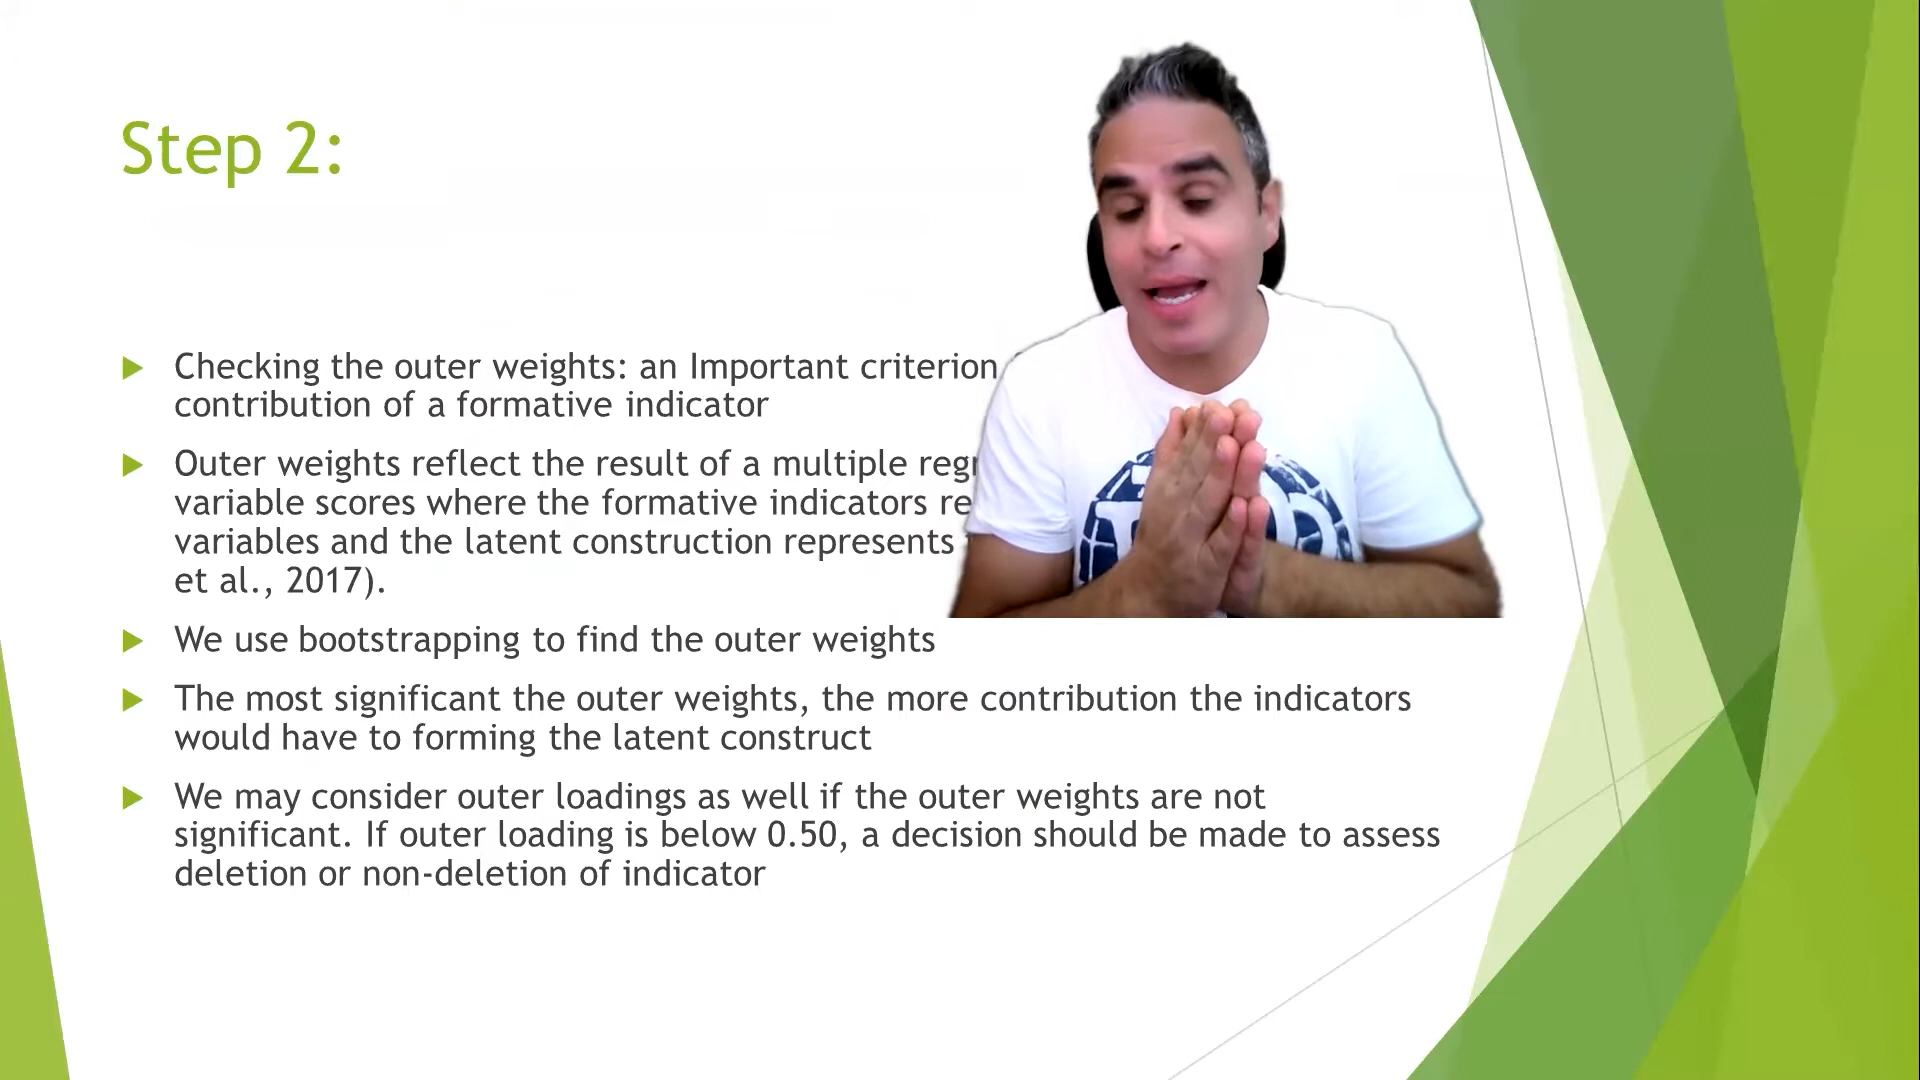 Step 2:
Checking the outer weights: an Important criterion
contribution of a formative indicator
Outer weights reflect the result of a multiple
variable scores where the formative indicators
variables and the latent construction represents
et al., 2017).
We use bootstrapping to find the outer weights
The most significant the outer weights, the more contribution the indicators
would have to forming the latent construct
We may consider outer loadings as well if the outer weights are not
significant. If outer loading is below 0.50, a decision should be made to assess
deletion or non-deletion of indicator